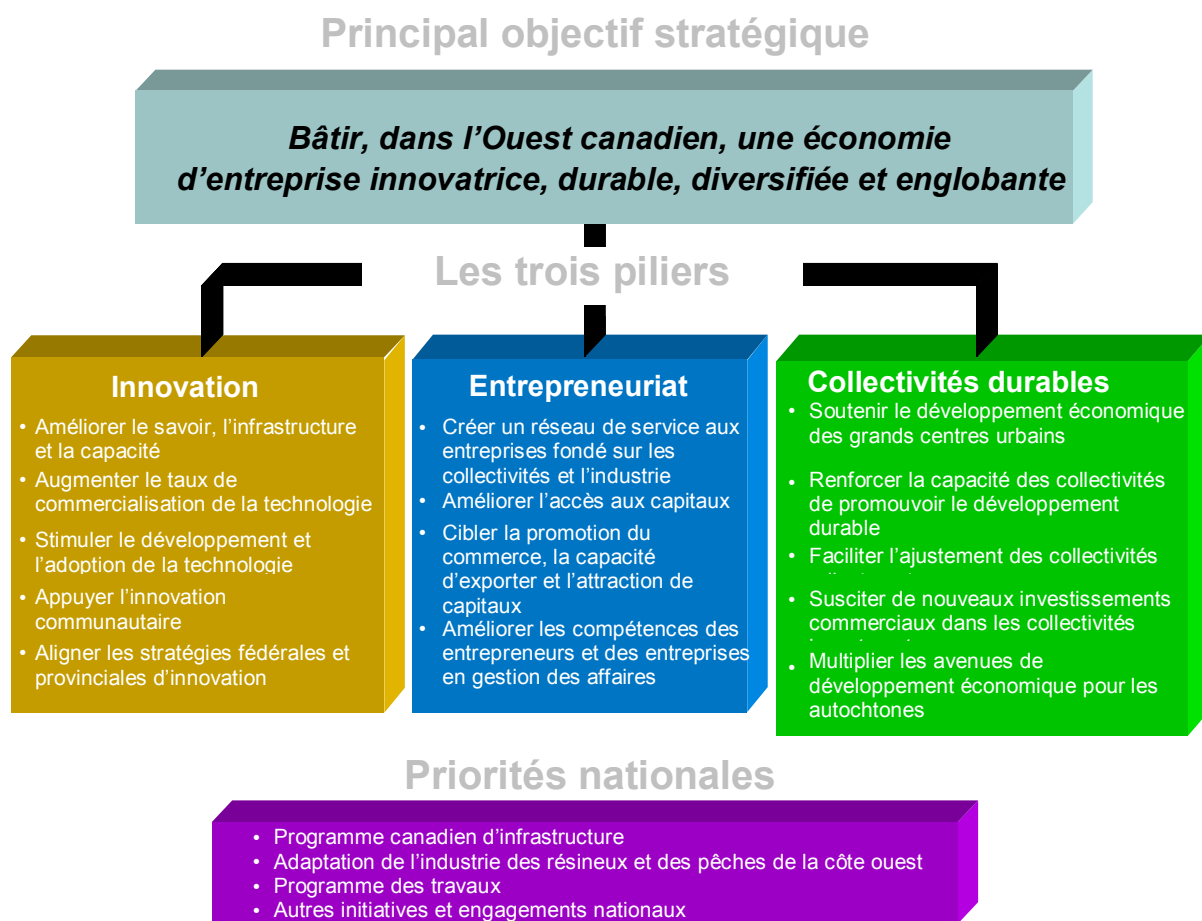 Principal objectif stratégique
Bâtir, dans l’Ouest canadien, une économie
d’entreprise innovatrice, durable, diversifiée et englobante
Les trois piliers
Innovation
• Améliorer le savoir, l’infrastructure
et la capacité
• Augmenter le taux de
commercialisation de la technologie
• Stimuler le développement et
l’adoption de la technologie
• Appuyer l’innovation
communautaire
• Aligner les stratégies fédérales et
provinciales d’innovation
Entrepreneuriat
• Créer un réseau de service aux
entreprises fondé sur les
collectivités et l’industrie
• Améliorer l’accès aux capitaux
• Cibler la promotion du
commerce, la capacité
d’exporter et l’attraction de
capitaux
• Améliorer les compétences des
entrepreneurs et des entreprises
en gestion des affaires
Collectivités durables
• Soutenir le développement économique
des grands centres urbains
• Renforcer la capacité des collectivités
de promouvoir le développement
durable
• Faciliter l’ajustement des collectivités
• Susciter de nouveaux investissements
commerciaux dans les collectivités
• Multiplier les avenues de
développement économique pour les
autochtones
Priorités nationales
• Programme canadien d’infrastructure
• Adaptation de l’industrie des résineux et des pêches de la côte ouest
• Programme des travaux
• Autres initiatives et engagements nationaux